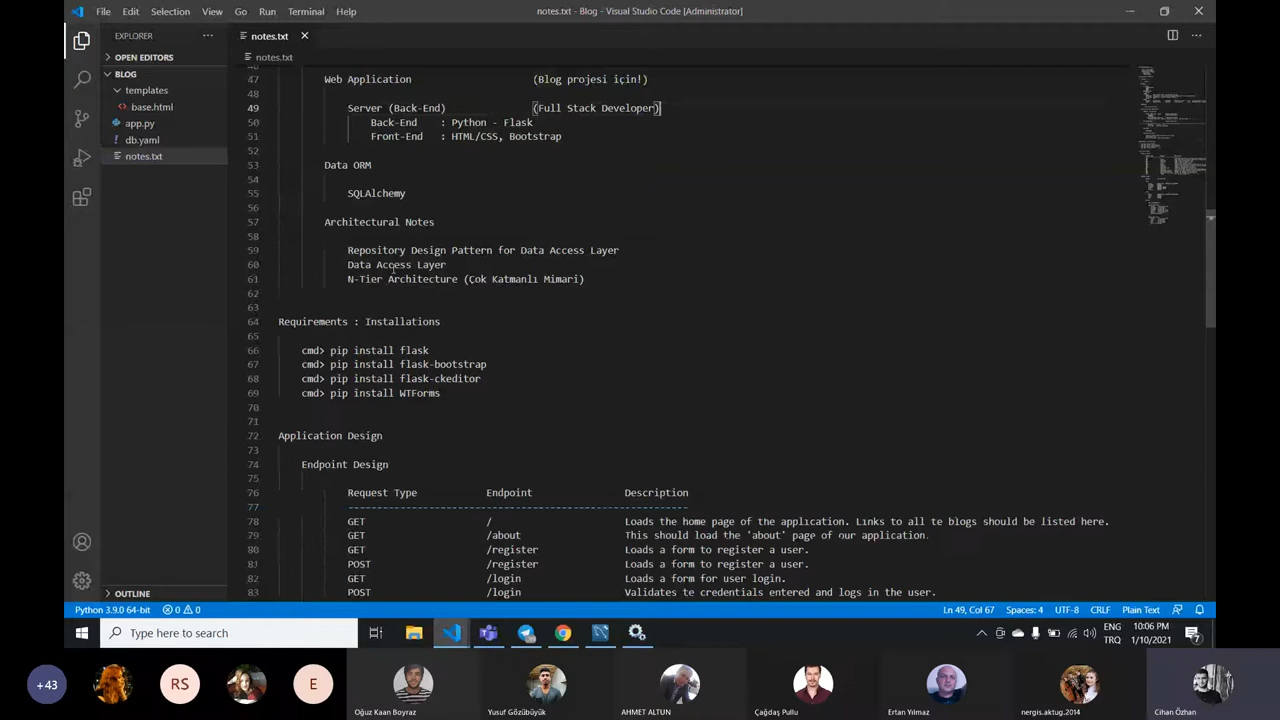 File Edit Selection View Go Run Terminal Help
notes.txt - Blog - Visual Studio Code [Administrator]
EXPLORER
notes.txt
OPEN EDITORS
notes.txt
BLOG
templates
base.html
app.py
db.yaml
notes.txt
47 Web Application (Blog projesi için!)
48
49 Server (Back-End) (Full Stack Developer)
50 Back-End : Python - Flask
51 Front-End : HTML/CSS, Bootstrap
52
53 Data ORM
54
55 SQLAlchemy
56
57 Architectural Notes
58
59 Repository Design Pattern for Data Access Layer
60 Data Access Layer
61 N-Tier Architecture (Çok Katmanlı Mimari)
62
63
64 Requirements : Installations
65
66 cmd> pip install flask
67 cmd> pip install flask-bootstrap
68 cmd> pip install flask-ckeditor
69 cmd> pip install WTForms
70
71
72 Application Design
73
74 Endpoint Design
75
76 Request Type Endpoint Description
77 -----------------------------------------------------------
78 GET / Loads the home page of the application. Links to all te blogs should be listed here.
79 GET /about This should load the 'about' page of our application.
80 GET /register Loads a form to register a user.
81 POST /register Loads a form to register a user.
82 GET /login Loads a form for user login.
83 POST /login Validates te credentials entered and logs in the user.
OUTLINE
Python 3.9.0 64-bit 0 0 Ln 49, Col 67 Spaces: 4 UTF-8 CRLF Plain Text
Type here to search
ENG
TRQ
10:06 PM
1/10/2021
7
+43
RS
E
Oğuz Kaan Boyraz
Yusuf Gözübüyük
AHMET ALTUN
Çağdaş Pullu
Ertan Yılmaz
nergis.aktug.2014
Cihan Özhan